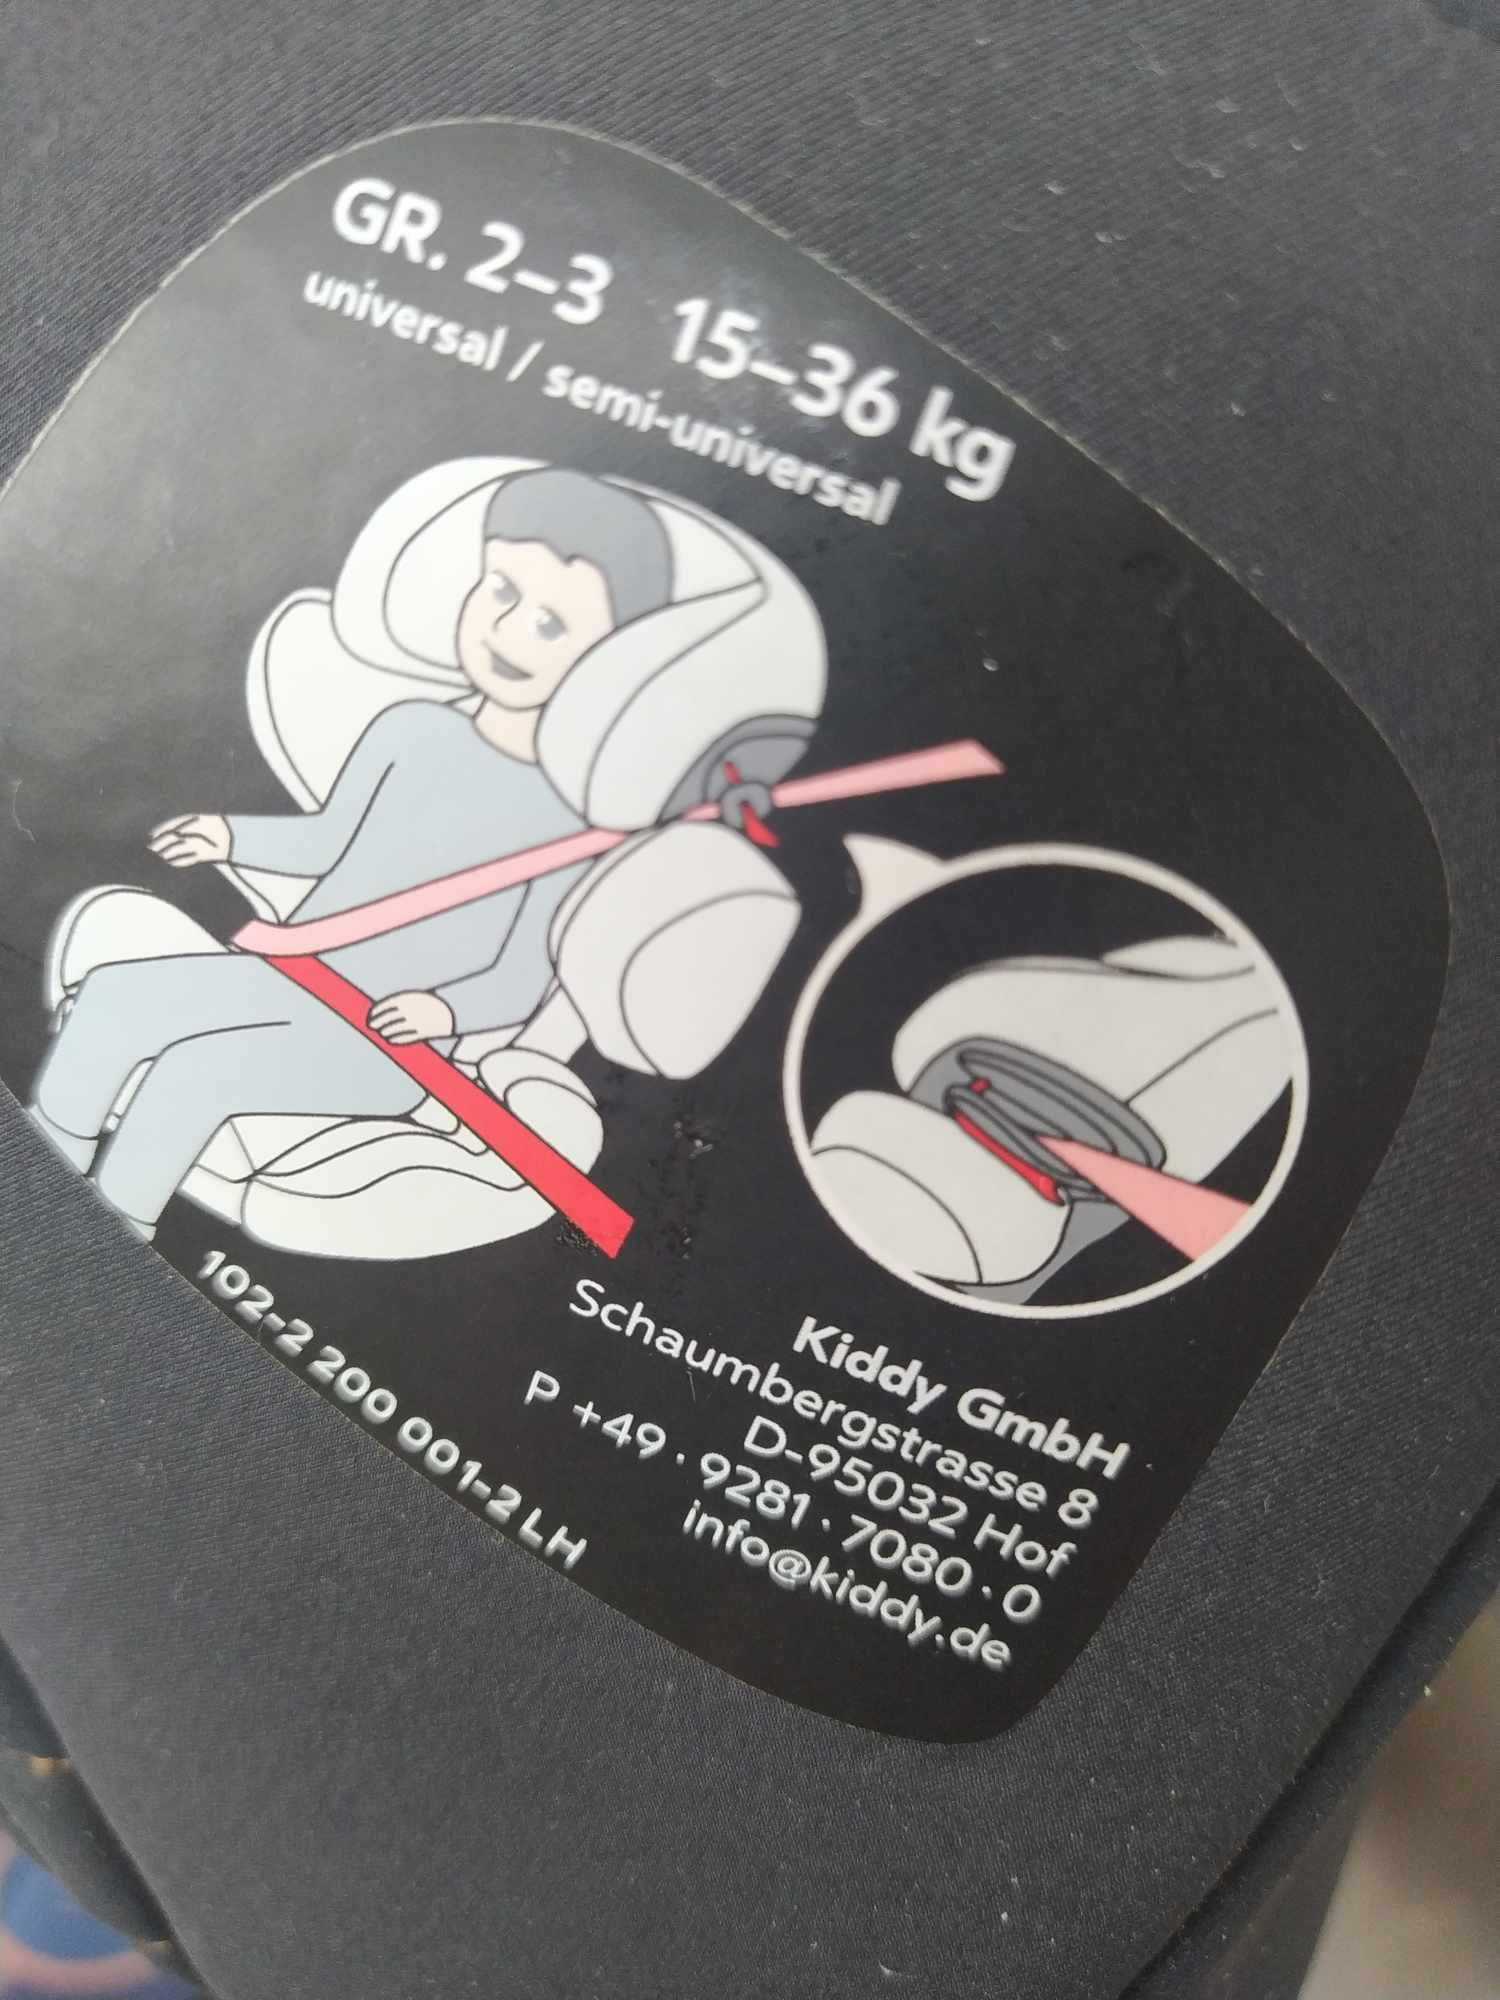 GR. 2–3 15–36 kg
universal / semi-universal
Kiddy GmbH
Schaumbergstrasse 8
D-95032 Hof
P +49 · 9281 · 7080 · 0
info@kiddy.de
102-2 200 001-2 LH